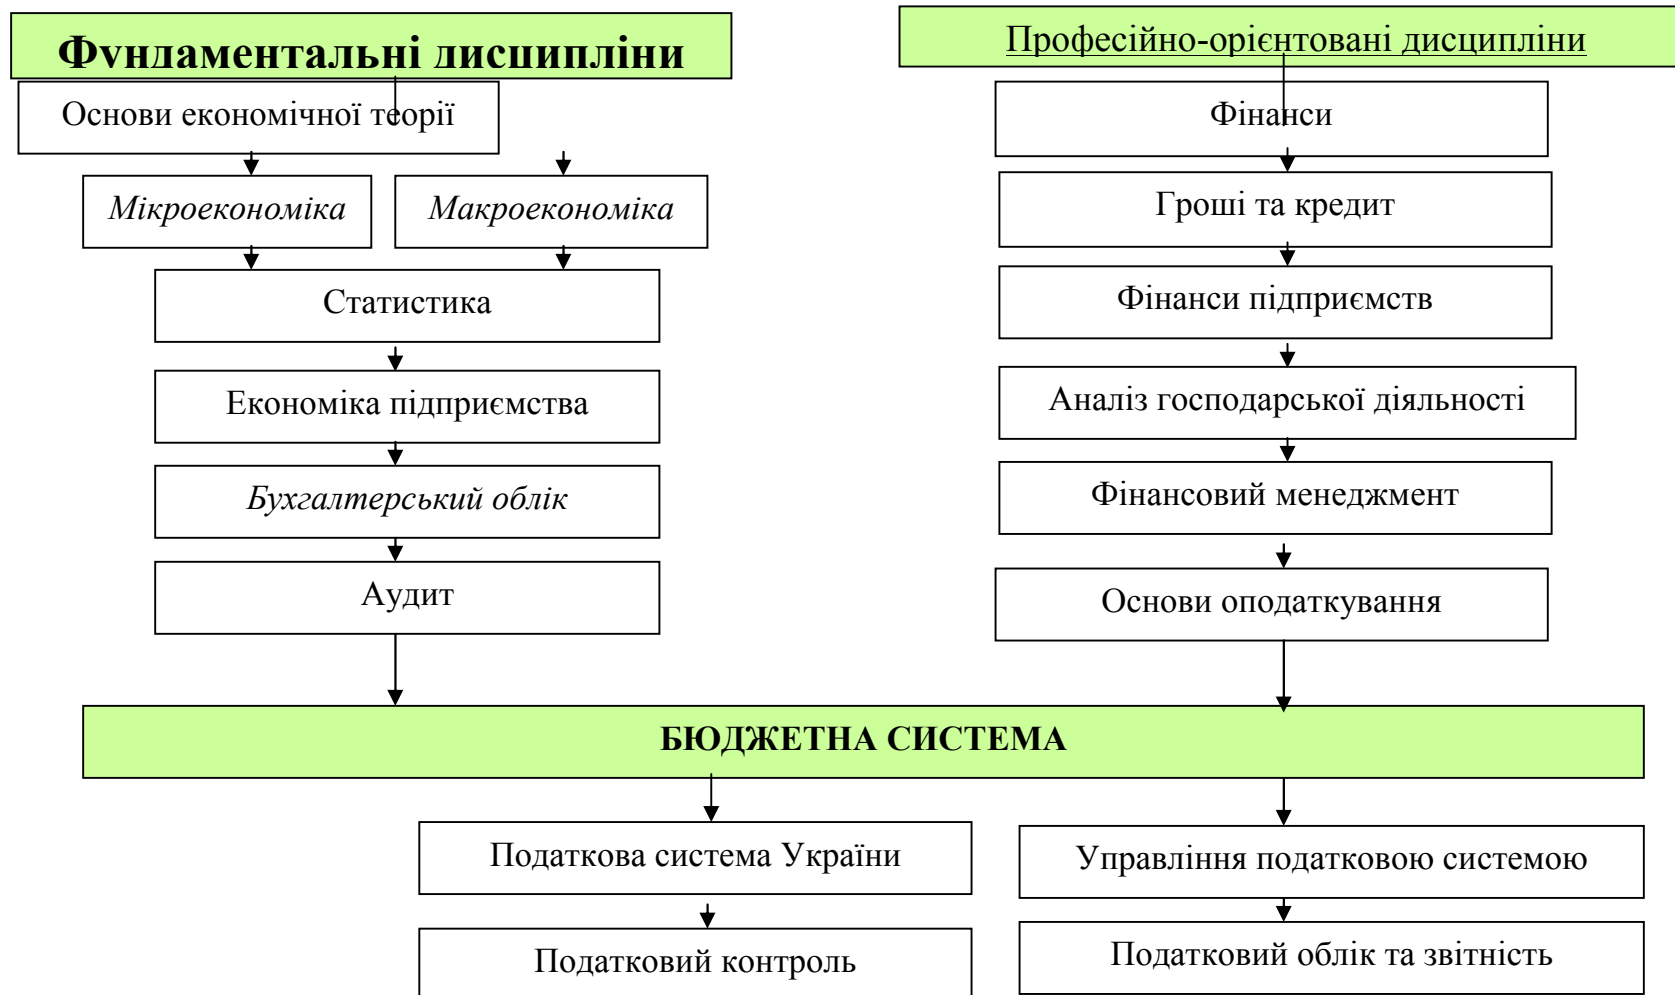 Фундаментальні дисципліни
Професійно-орієнтовані дисципліни
Основи економічної теорії
Фінанси
Мікроекономіка
Макроекономіка
Гроші та кредит
Статистика
Фінанси підприємств
Економіка підприємства
Аналіз господарської діяльності
Бухгалтерський облік
Фінансовий менеджмент
Аудит
Основи оподаткування
БЮДЖЕТНА СИСТЕМА
Податкова система України
Управління податковою системою
Податковий контроль
Податковий облік та звітність